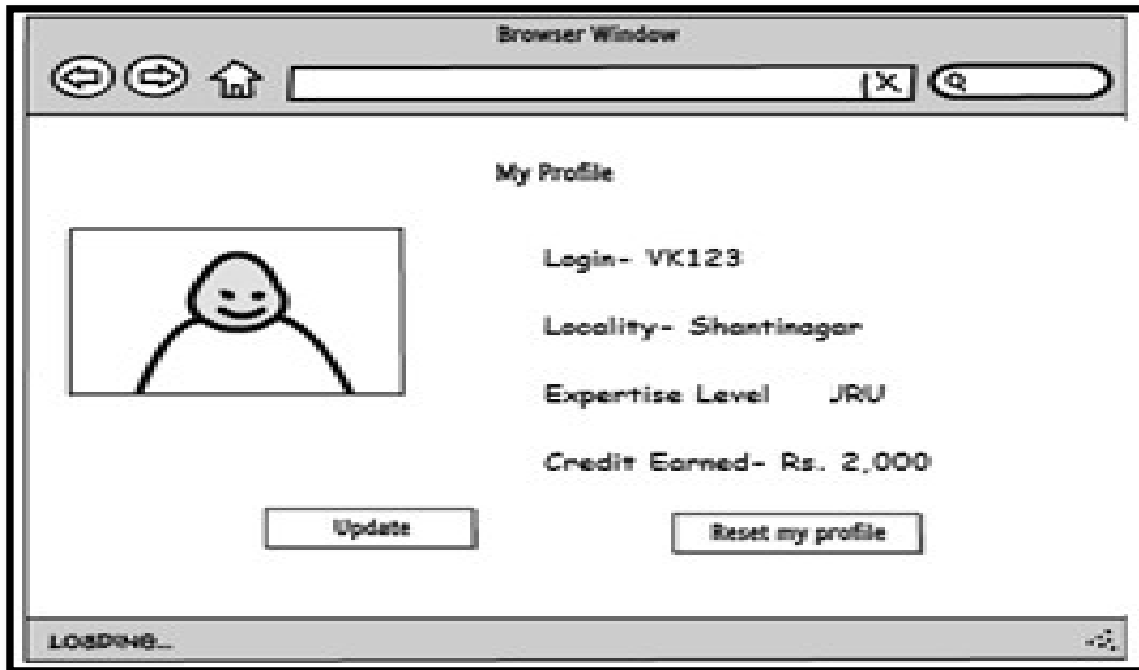 Browser Window
My Profile
Login- VK123
Locality- Shantinagar
Expertise Level JRU
Credit Earned- Rs. 2,000
Update
Reset my profile
LOADING...